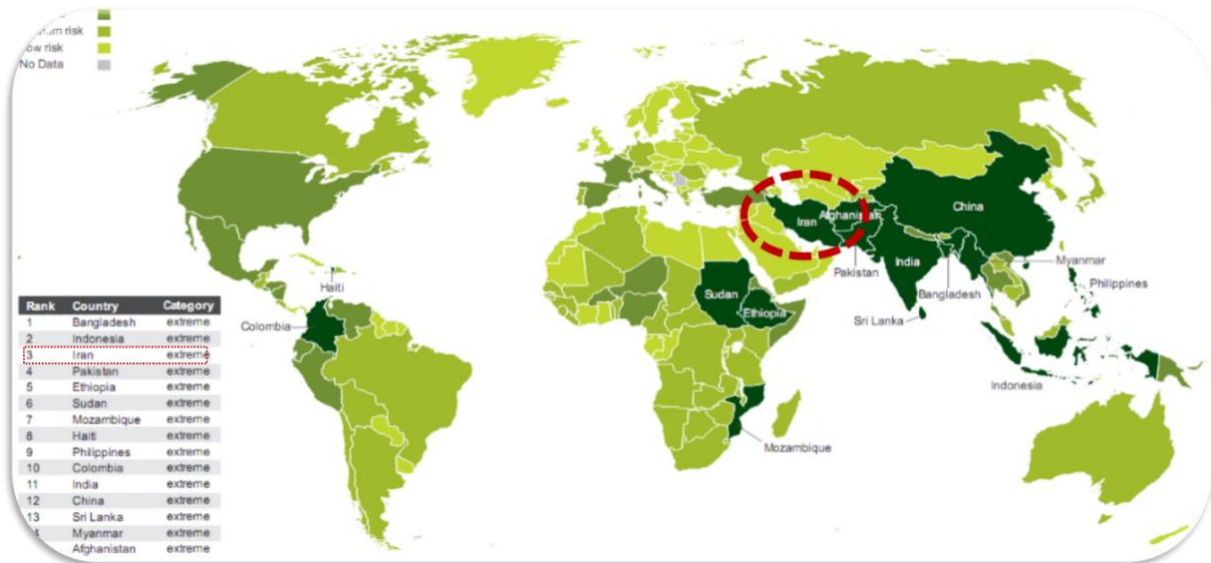 risk
risk
No Data
Haiti
Colombia
Sudan
Ethiopia
Mozambique
Iran
Afghanistan
Pakistan
India
China
Bangladesh
Sri Lanka
Myanmar
Philippines
Indonesia
Rank Country Category
1 Bangladesh extreme
2 Indonesia extreme
3 Iran extreme
4 Pakistan extreme
5 Ethiopia extreme
6 Sudan extreme
7 Mozambique extreme
8 Haiti extreme
9 Philippines extreme
10 Colombia extreme
11 India extreme
12 China extreme
13 Sri Lanka extreme
Myanmar extreme
Afghanistan extreme